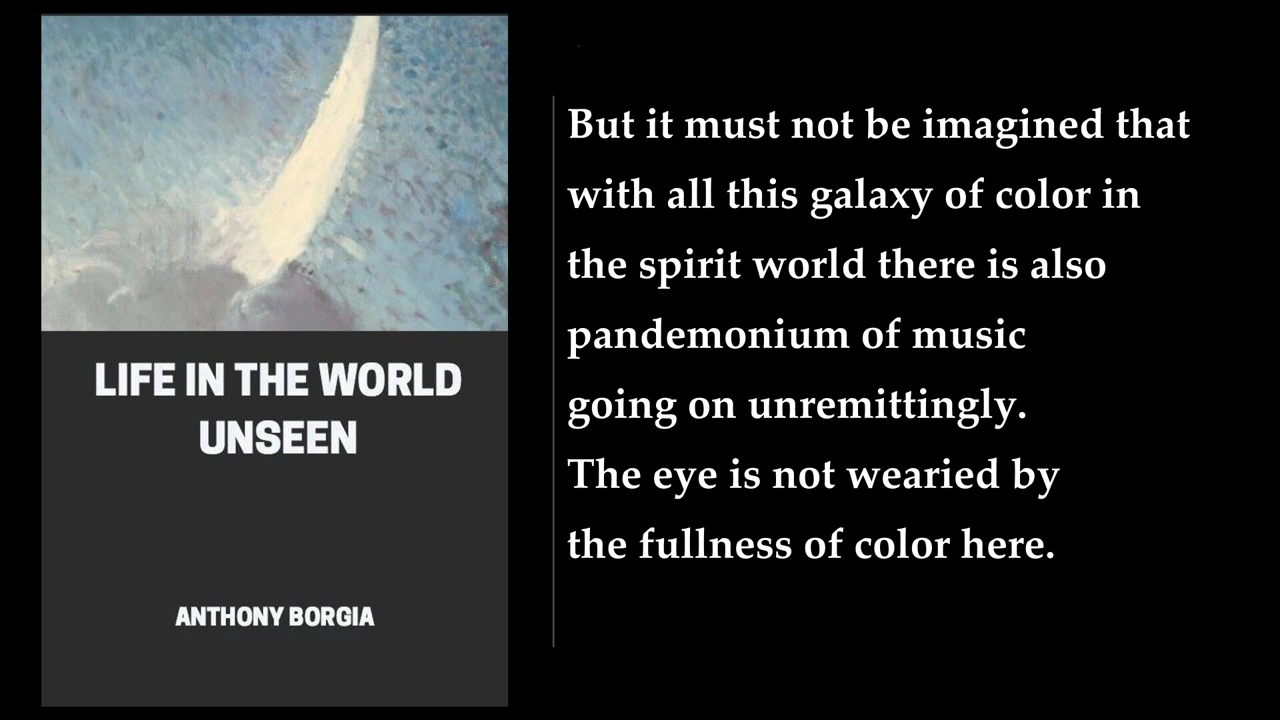 LIFE IN THE WORLD
UNSEEN
ANTHONY BORGIA
But it must not be imagined that
with all this galaxy of color in
the spirit world there is also
pandemonium of music
going on unremittingly.
The eye is not wearied by
the fullness of color here.